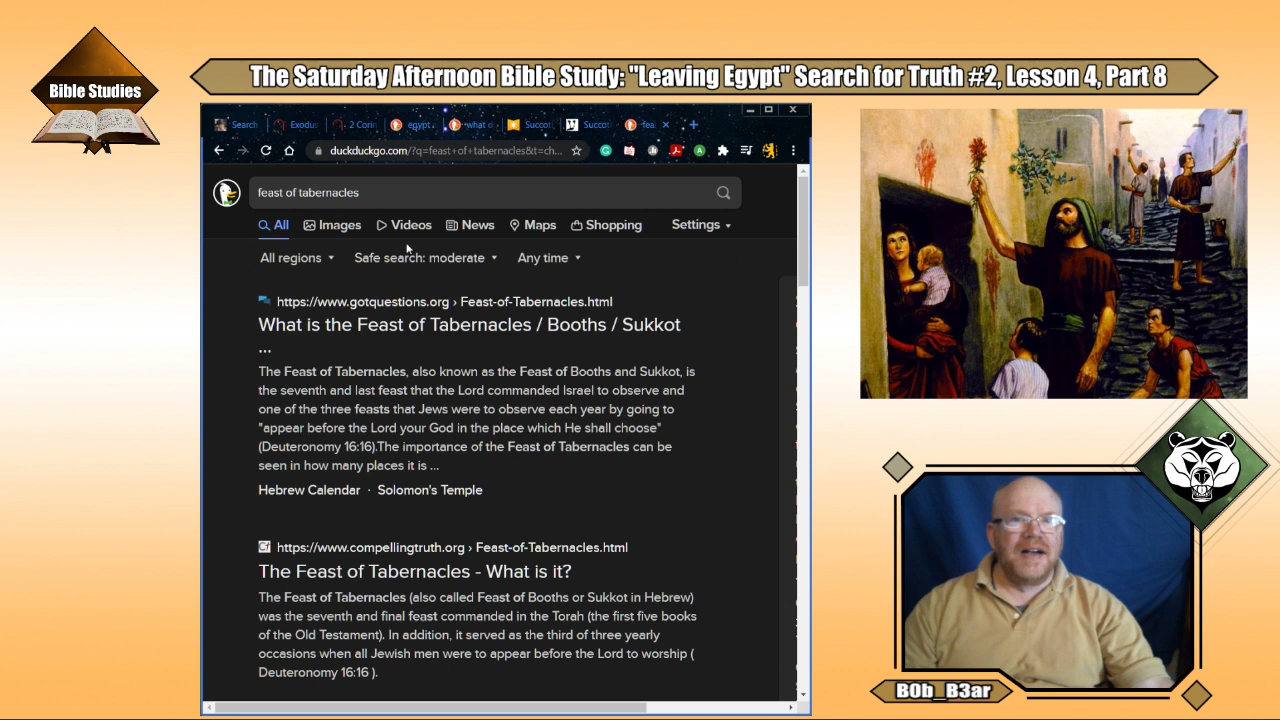 Bible Studies
The Saturday Afternoon Bible Study: "Leaving Egypt" Search for Truth #2, Lesson 4, Part 8
Search Exodus 2 Corin egypt what d Succot Succot fea
duckduckgo.com/?q=feast+of+tabernacles&t=ch...
feast of tabernacles
All Images Videos News Maps Shopping Settings
All regions Safe search: moderate Any time
https://www.gotquestions.org › Feast-of-Tabernacles.html
What is the Feast of Tabernacles / Booths / Sukkot
...
The Feast of Tabernacles, also known as the Feast of Booths and Sukkot, is
the seventh and last feast that the Lord commanded Israel to observe and
one of the three feasts that Jews were to observe each year by going to
"appear before the Lord your God in the place which He shall choose"
(Deuteronomy 16:16).The importance of the Feast of Tabernacles can be
seen in how many places it is ...
Hebrew Calendar · Solomon's Temple
https://www.compellingtruth.org › Feast-of-Tabernacles.html
The Feast of Tabernacles - What is it?
The Feast of Tabernacles (also called Feast of Booths or Sukkot in Hebrew)
was the seventh and final feast commanded in the Torah (the first five books
of the Old Testament). In addition, it served as the third of three yearly
occasions when all Jewish men were to appear before the Lord to worship (
Deuteronomy 16:16 ).
B0b_B3ar